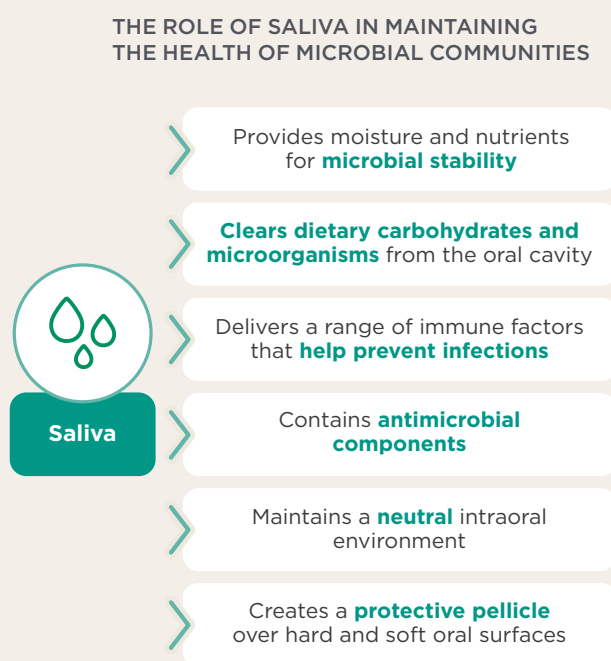 THE ROLE OF SALIVA IN MAINTAINING
THE HEALTH OF MICROBIAL COMMUNITIES
Provides moisture and nutrients
for microbial stability
Clears dietary carbohydrates and
microorganisms from the oral cavity
Delivers a range of immune factors
that help prevent infections
Saliva
Contains antimicrobial
components
Maintains a neutral intraoral
environment
Creates a protective pellicle
over hard and soft oral surfaces